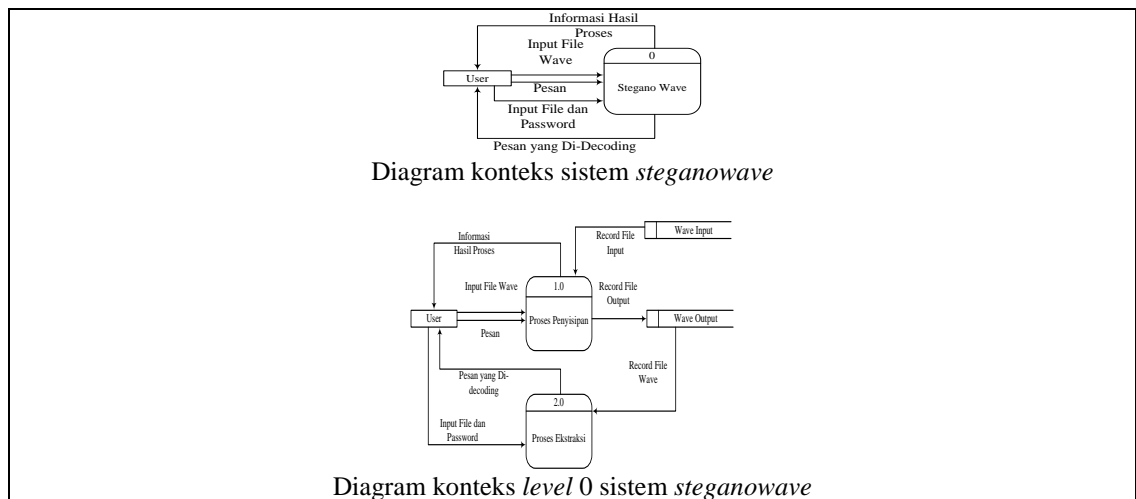 Informasi Hasil
Proses
Input File
Wave
0
User
Stegano Wave
Pesan
Input File dan
Password
Pesan yang Di-Decoding
Diagram konteks sistem steganowave
Informasi
Hasil Proses
Record File
Input
Wave Input
Input File Wave
1.0
Record File
Output
User
Proses Penyisipan
Wave Output
Pesan
Pesan yang Di-
decoding
Record File
Wave
2.0
Input File dan
Password
Proses Ekstraksi
Diagram konteks level 0 sistem steganowave